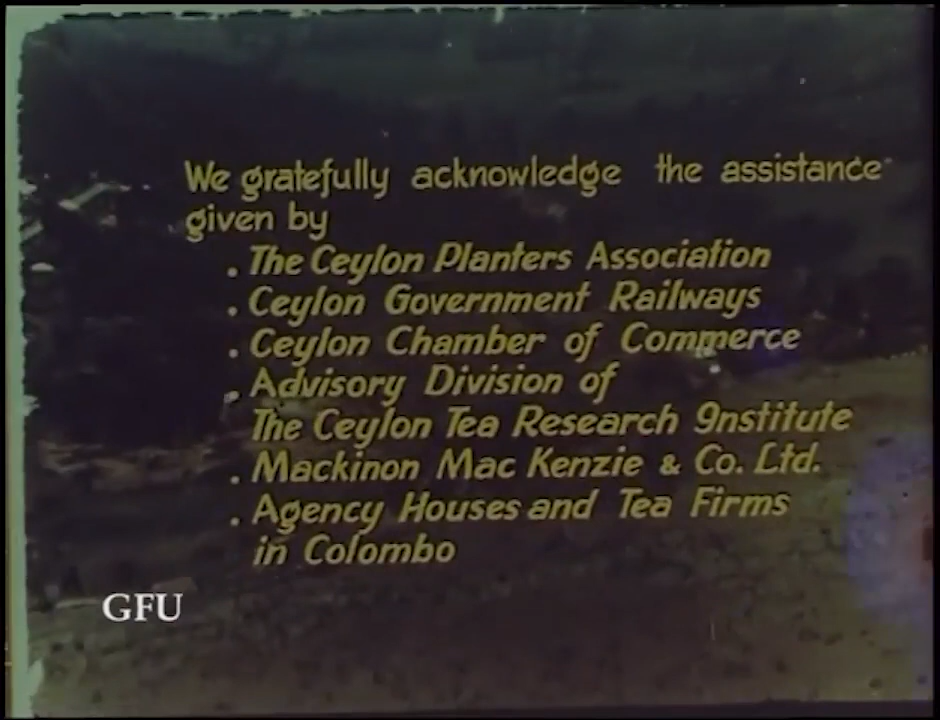 We gratefully acknowledge the assistance
given by
. The Ceylon Planters Association
. Ceylon Government Railways
. Ceylon Chamber of Commerce
. Advisory Division of
The Ceylon Tea Research Institute
. Mackinon Mac Kenzie & Co. Ltd.
. Agency Houses and Tea Firms
in Colombo
GFU